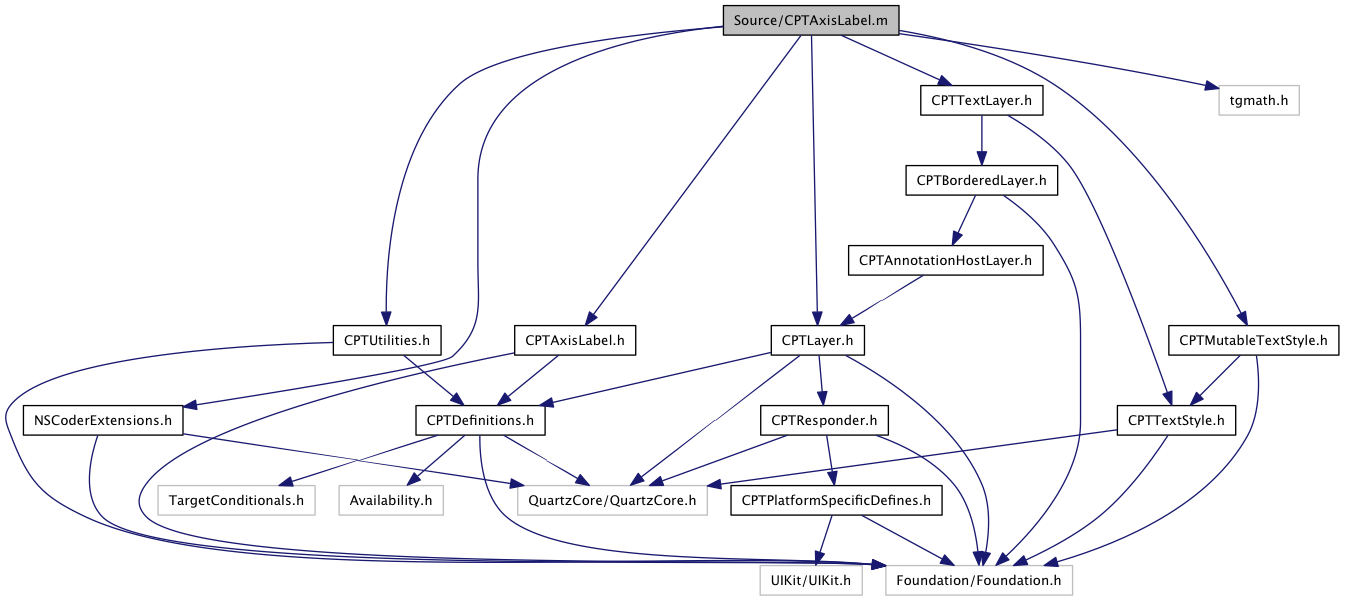 Source/CPTAxisLabel.m
CPTTextLayer.h
tgmath.h
CPTBorderedLayer.h
CPTAnnotationHostLayer.h
CPTUtilities.h
CPTAxisLabel.h
CPTLayer.h
CPTMutableTextStyle.h
NSCoderExtensions.h
CPTDefinitions.h
CPTResponder.h
CPTTextStyle.h
TargetConditionals.h
Availability.h
QuartzCore/QuartzCore.h
CPTPlatformSpecificDefines.h
UIKit/UIKit.h
Foundation/Foundation.h